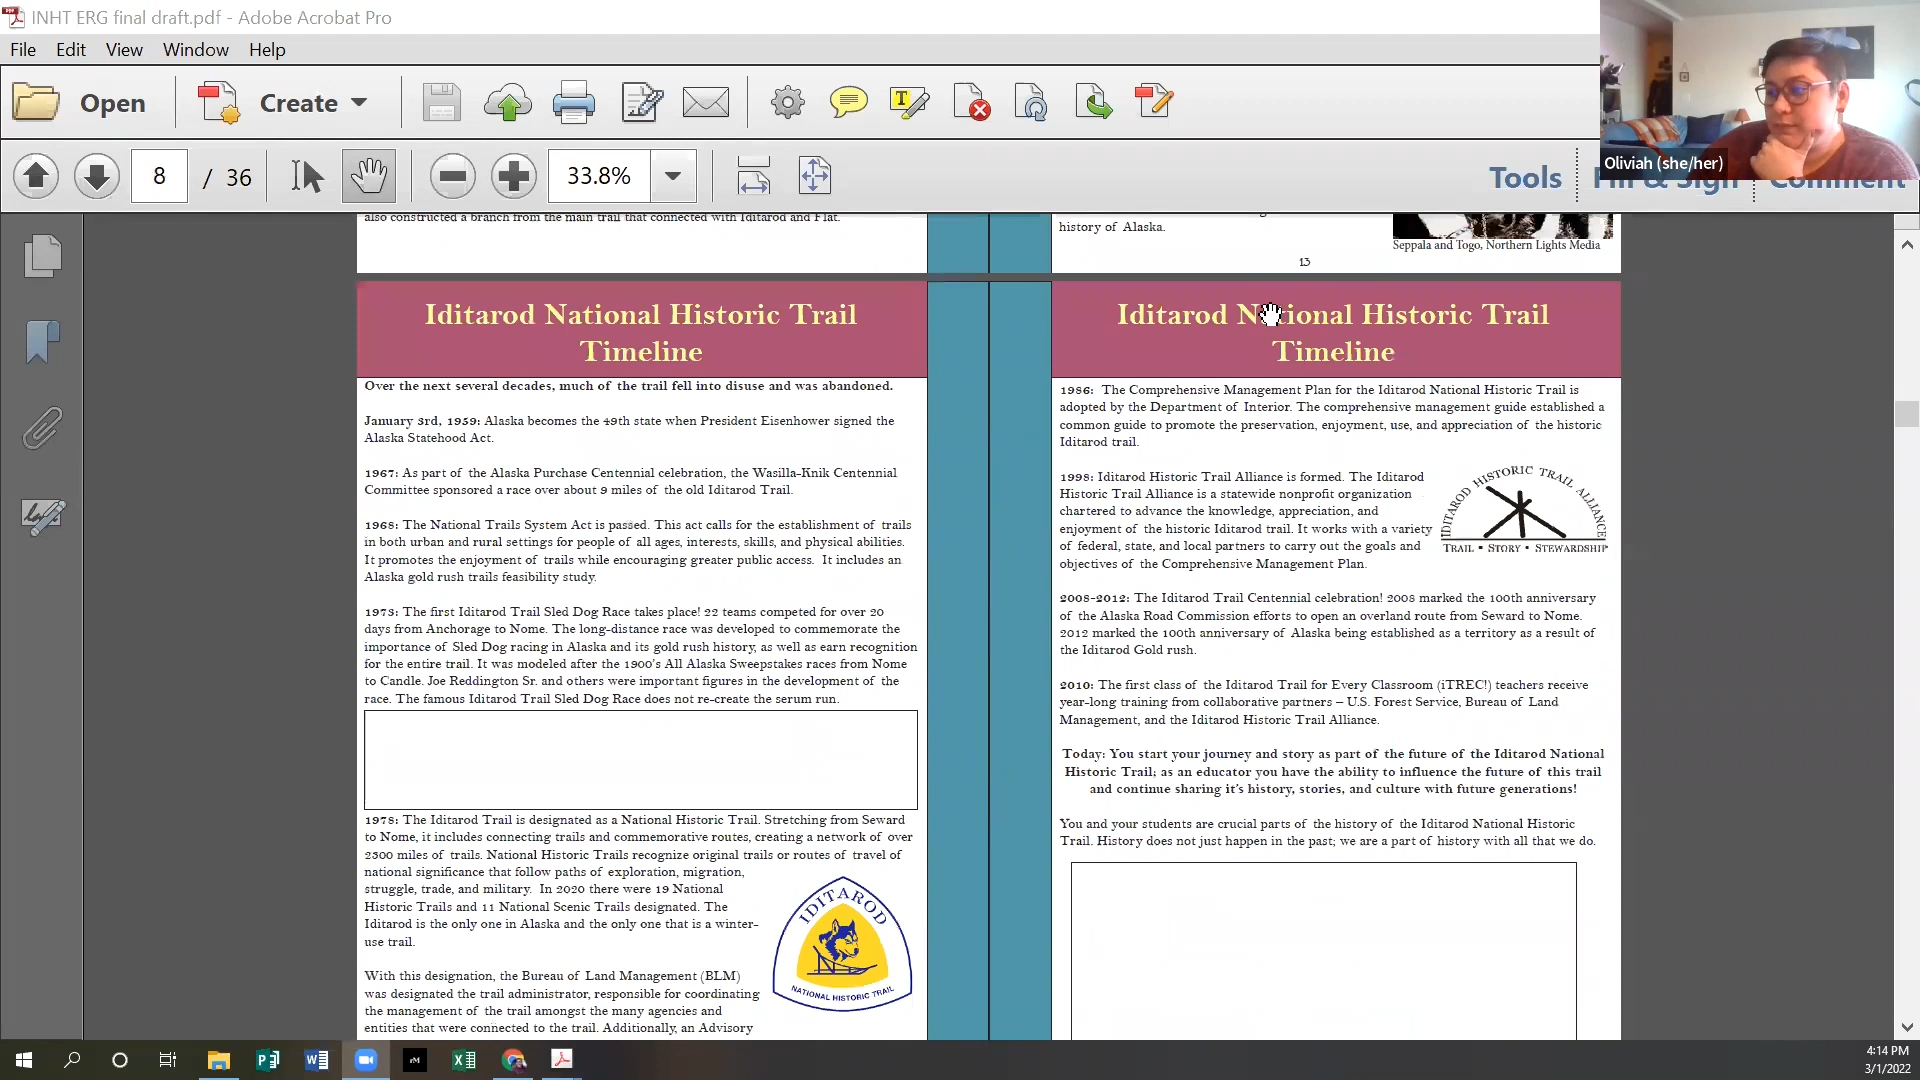 INHT ERG final draft.pdf - Adobe Acrobat Pro
File Edit View Window Help
Open Create
8 / 36 33.8% Tools Fill & Sign Comment
Oliviah (she/her)
also constructed a branch from the main trail that connected with Iditarod and Flat.
Iditarod National Historic Trail
Timeline
Over the next several decades, much of the trail fell into disuse and was abandoned.
January 3rd, 1959: Alaska becomes the 49th state when President Eisenhower signed the
Alaska Statehood Act.
1967: As part of the Alaska Purchase Centennial celebration, the Wasilla-Knik Centennial
Committee sponsored a race over about 9 miles of the old Iditarod Trail.
1968: The National Trails System Act is passed. This act calls for the establishment of trails
in both urban and rural settings for people of all ages, interests, skills, and physical abilities.
It promotes the enjoyment of trails while encouraging greater public access. It includes an
Alaska gold rush trails feasibility study.
1973: The first Iditarod Trail Sled Dog Race takes place! 22 teams competed for over 20
days from Anchorage to Nome. The long-distance race was developed to commemorate the
importance of Sled Dog racing in Alaska and its gold rush history, as well as earn recognition
for the entire trail. It was modeled after the 1900's All Alaska Sweepstakes races from Nome
to Candle. Joe Reddington Sr. and others were important figures in the development of the
race. The famous Iditarod Trail Sled Dog Race does not re-create the serum run.
1978: The Iditarod Trail is designated as a National Historic Trail. Stretching from Seward
to Nome, it includes connecting trails and commemorative routes, creating a network of over
2300 miles of trails. National Historic Trails recognize original trails or routes of travel of
national significance that follow paths of exploration, migration,
struggle, trade, and military. In 2020 there were 19 National
Historic Trails and 11 National Scenic Trails designated. The
Iditarod is the only one in Alaska and the only one that is a winter-
use trail.
With this designation, the Bureau of Land Management (BLM)
was designated the trail administrator, responsible for coordinating
the management of the trail amongst the many agencies and
entities that were connected to the trail. Additionally, an Advisory
IDITAROD
NATIONAL HISTORIC TRAIL
history of Alaska.
Seppala and Togo, Northern Lights Media
13
Iditarod National Historic Trail
Timeline
1986: The Comprehensive Management Plan for the Iditarod National Historic Trail is
adopted by the Department of Interior. The comprehensive management guide established a
common guide to promote the preservation, enjoyment, use, and appreciation of the historic
Iditarod trail.
1998: Iditarod Historic Trail Alliance is formed. The Iditarod
Historic Trail Alliance is a statewide nonprofit organization
chartered to advance the knowledge, appreciation, and
enjoyment of the historic Iditarod trail. It works with a variety
of federal, state, and local partners to carry out the goals and
objectives of the Comprehensive Management Plan.
IDITAROD HISTORIC TRAIL ALLIANCE
TRAIL • STORY • STEWARDSHIP
2008-2012: The Iditarod Trail Centennial celebration! 2008 marked the 100th anniversary
of the Alaska Road Commission efforts to open an overland route from Seward to Nome.
2012 marked the 100th anniversary of Alaska being established as a territory as a result of
the Iditarod Gold rush.
2010: The first class of the Iditarod Trail for Every Classroom (iTREC!) teachers receive
year-long training from collaborative partners – U.S. Forest Service, Bureau of Land
Management, and the Iditarod Historic Trail Alliance.
Today: You start your journey and story as part of the future of the Iditarod National
Historic Trail; as an educator you have the ability to influence the future of this trail
and continue sharing it's history, stories, and culture with future generations!
You and your students are crucial parts of the history of the Iditarod National Historic
Trail. History does not just happen in the past; we are a part of history with all that we do.
4:14 PM
3/1/2022